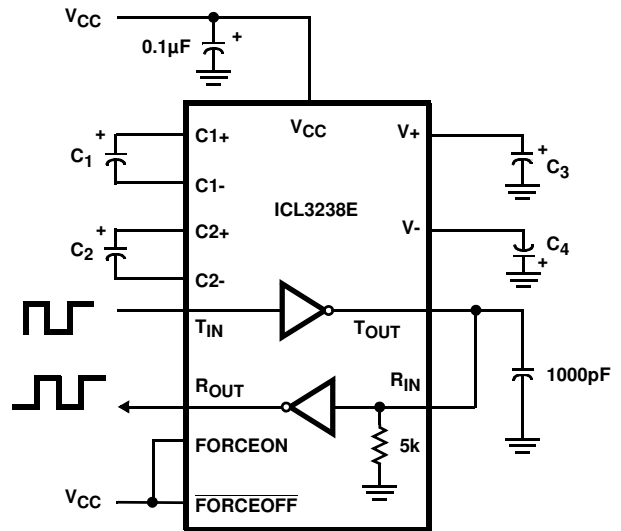 VCC
0.1µF
+
VCC
C1+
C1-
C2+
C2-
+
C1
+
C2
V+
V-
+
C3
C4
+
ICL3238E
TIN
TOUT
ROUT
RIN
1000pF
5k
FORCEON
FORCEOFF
VCC